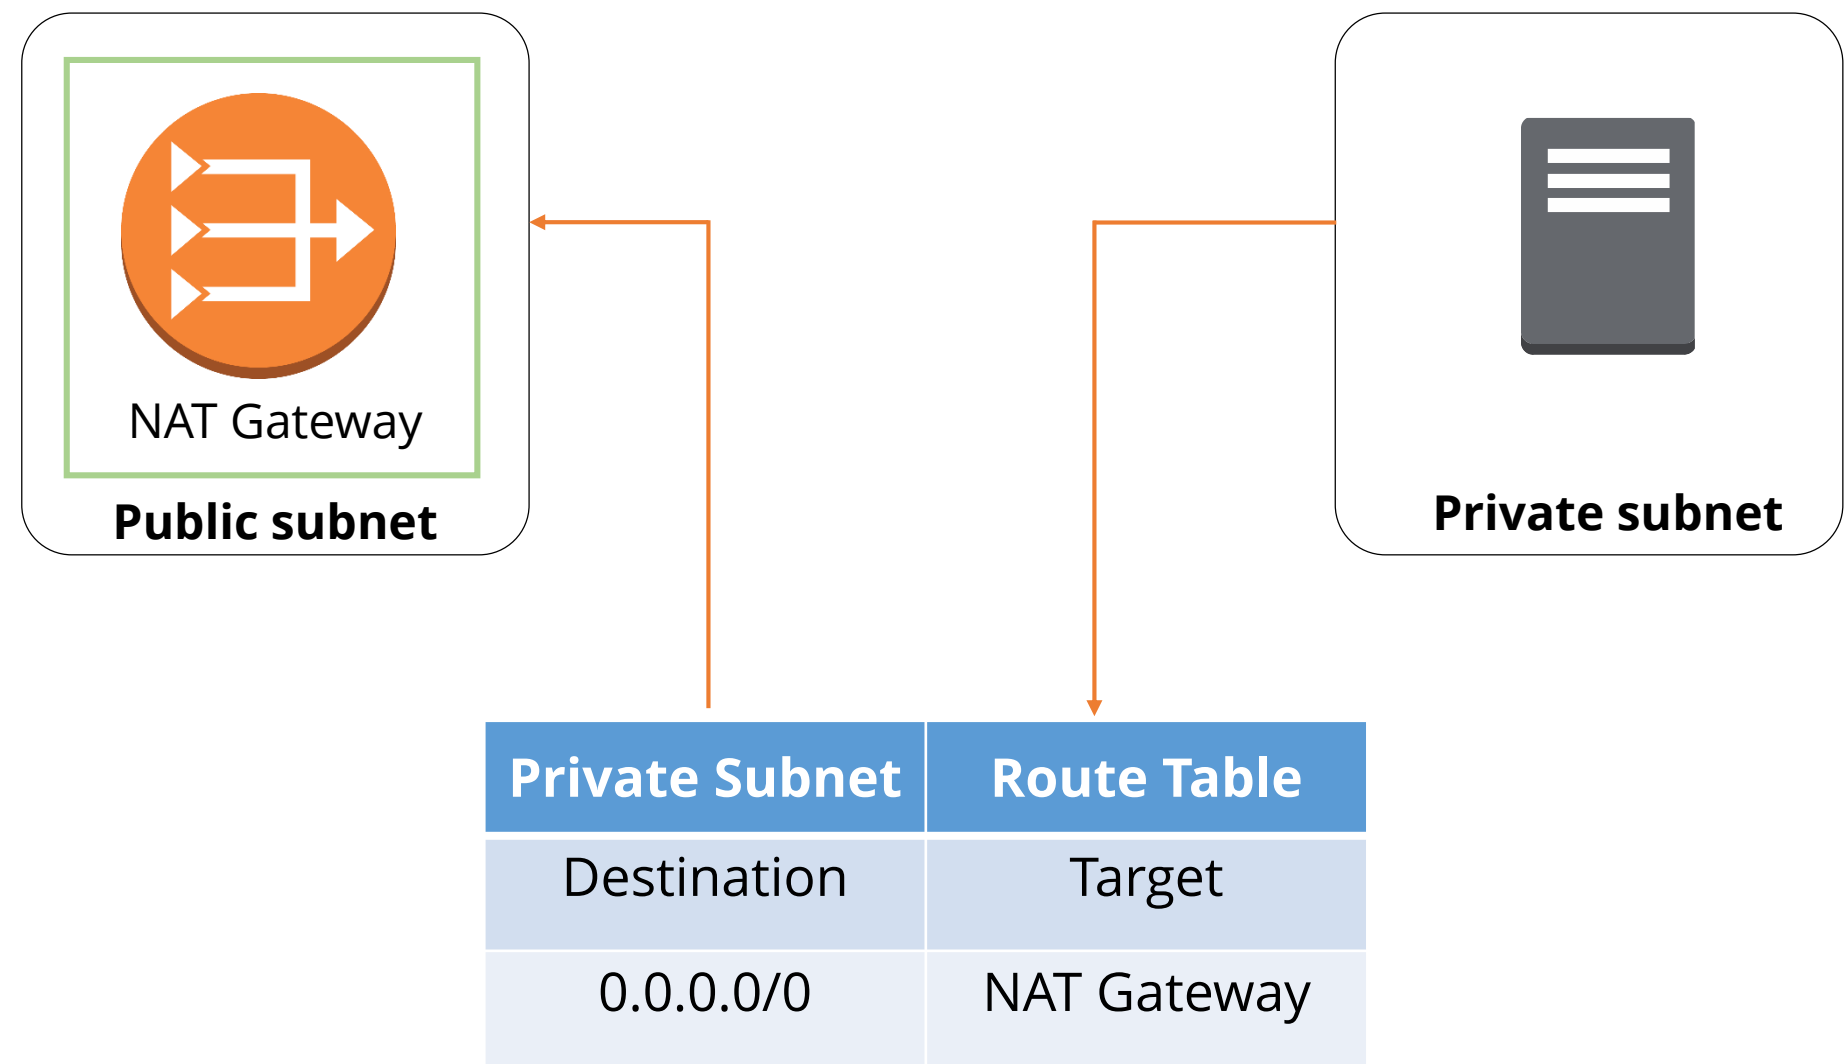 NAT Gateway
Public subnet
Private subnet
Private Subnet Route Table
Destination Target
0.0.0.0/0 NAT Gateway